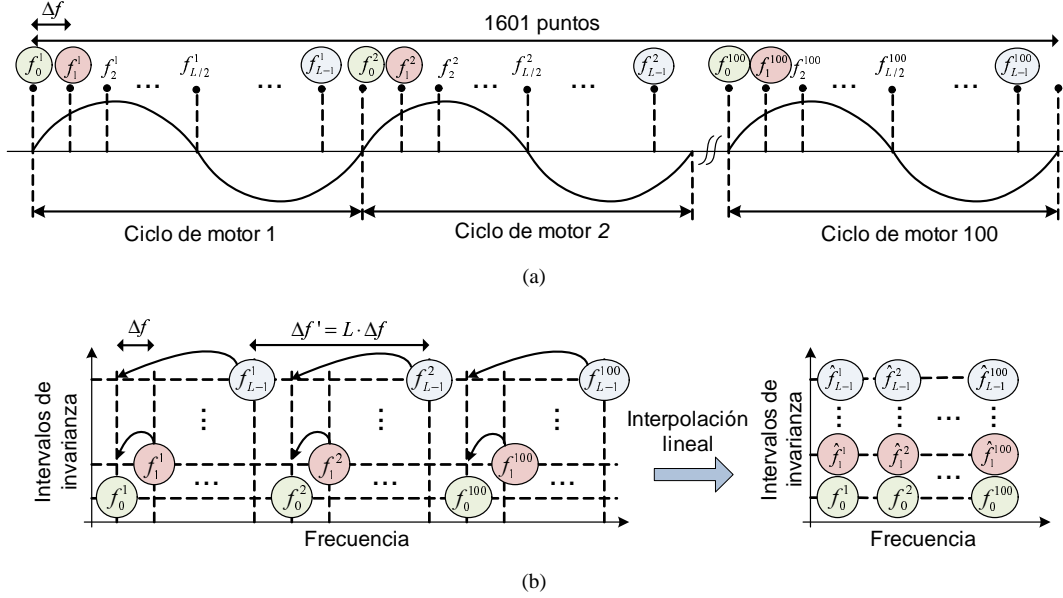 Δf
1601 puntos
f_0^1 f_1^1 f_2^1 ... f_{L/2}^1 ... f_{L-1}^1 f_0^2 f_1^2 f_2^2 ... f_{L/2}^2 ... f_{L-1}^2 f_0^{100} f_1^{100} f_2^{100} ... f_{L/2}^{100} ... f_{L-1}^{100}
Ciclo de motor 1
Ciclo de motor 2
Ciclo de motor 100
(a)
Intervalos de
invarianza
Δf
Δf ' = L · Δf
f_{L-1}^1 f_{L-1}^2 f_{L-1}^{100}
⋮ ⋮ ⋮
f_1^1 f_1^2 f_1^{100}
f_0^1 ... f_0^2 ... f_0^{100}
Frecuencia
Interpolación
lineal
Intervalos de
invarianza
f̂_{L-1}^1 f̂_{L-1}^2 f̂_{L-1}^{100}
⋮ ⋮ ... ⋮
f̂_1^1 f̂_1^2 f̂_1^{100}
...
f_0^1 f_0^2 f_0^{100}
Frecuencia
(b)